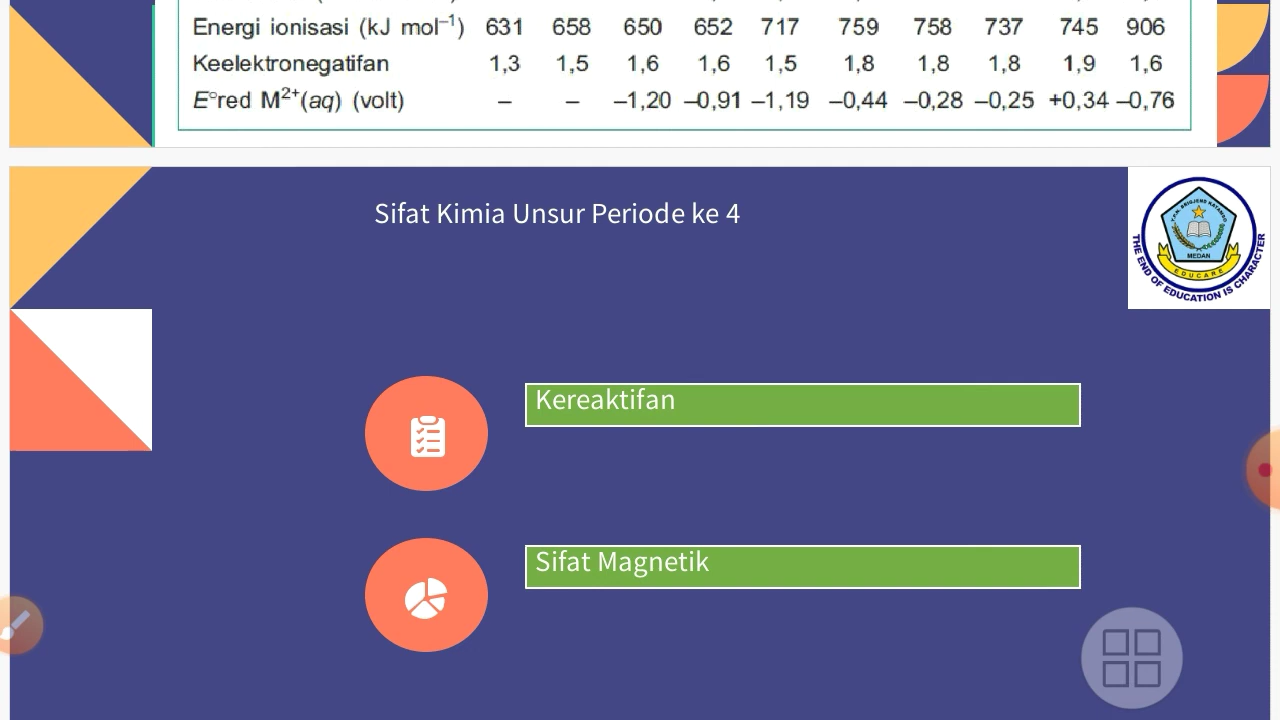 Energi ionisasi (kJ mol⁻¹) 631 658 650 652 717 759 758 737 745 906
Keelektronegatifan 1,3 1,5 1,6 1,6 1,5 1,8 1,8 1,8 1,9 1,6
E°red M²⁺(aq) (volt) – – –1,20 –0,91 –1,19 –0,44 –0,28 –0,25 +0,34 –0,76
Sifat Kimia Unsur Periode ke 4
MEDAN
EDUCARE
THE END OF EDUCATION IS CHARACTER
Kereaktifan
Sifat Magnetik